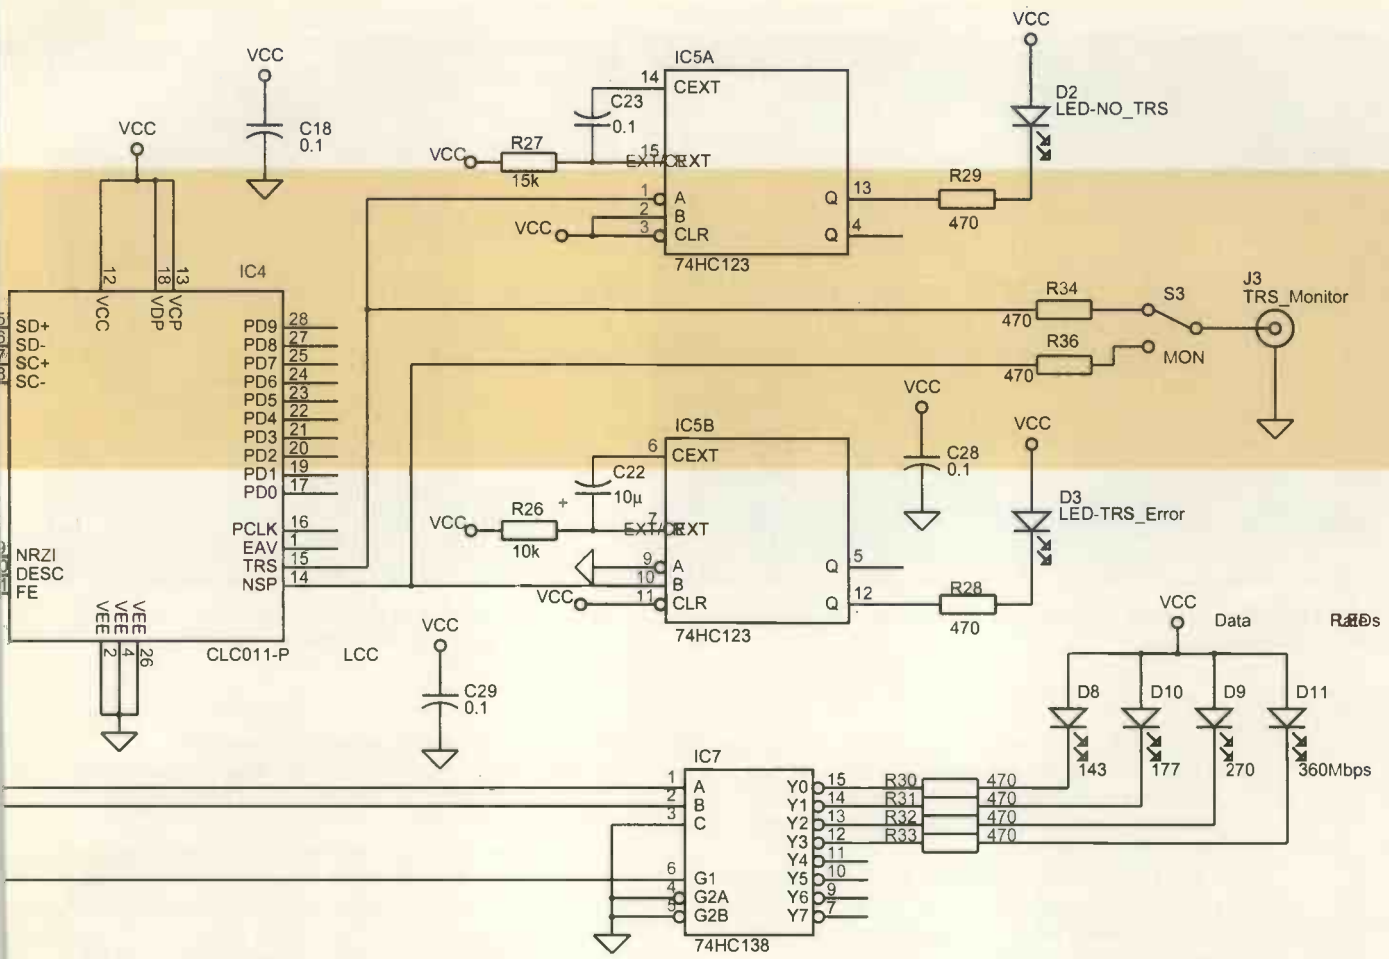 VCC
C18
0.1
VCC
12
18
13
VCC
VDP
VCP
IC4
SD+
SD-
SC+
SC-
NRZI
DESC
FE
PD9 28
PD8 27
PD7 25
PD6 24
PD5 23
PD4 22
PD3 21
PD2 20
PD1 19
PD0 17
PCLK 16
EAV 1
TRS 15
NSP 14
VEE
VEE
VEE
2
4
26
CLC011-P
LCC
IC5A
14 CEXT
C23
0.1
VCC
R27
15k
15
1 A
2 B
VCC
3 CLR
Q 13
Q 4
74HC123
VCC
D2
LED-NO_TRS
R29
470
R34
470
S3
J3
TRS_Monitor
R36
470
MON
IC5B
6 CEXT
C22
+
10µ
VCC
R26
10k
7
9 A
10 B
VCC
11 CLR
Q 5
Q 12
74HC123
VCC
C28
0.1
VCC
D3
LED-TRS_Error
R28
470
VCC
C29
0.1
VCC
Data
D8
D10
D9
D11
143
177
270
360Mbps
IC7
1 A
2 B
3 C
6 G1
4 G2A
5 G2B
Y0 15 R30 470
Y1 14 R31 470
Y2 13 R32 470
Y3 12 R33 470
Y4 11
Y5 10
Y6 9
Y7 7
74HC138